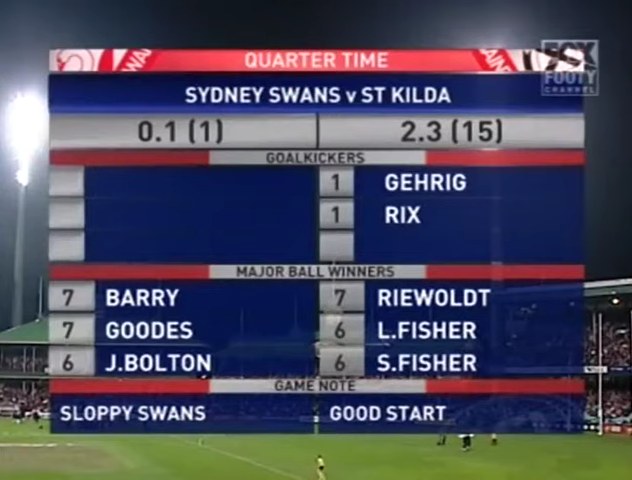 QUARTER TIME
FOX
FOOTY
CHANNEL
SYDNEY SWANS v ST KILDA
0.1 (1) 2.3 (15)
GOALKICKERS
1 GEHRIG
1 RIX
MAJOR BALL WINNERS
7 BARRY 7 RIEWOLDT
7 GOODES 6 L.FISHER
6 J.BOLTON 6 S.FISHER
GAME NOTE
SLOPPY SWANS GOOD START